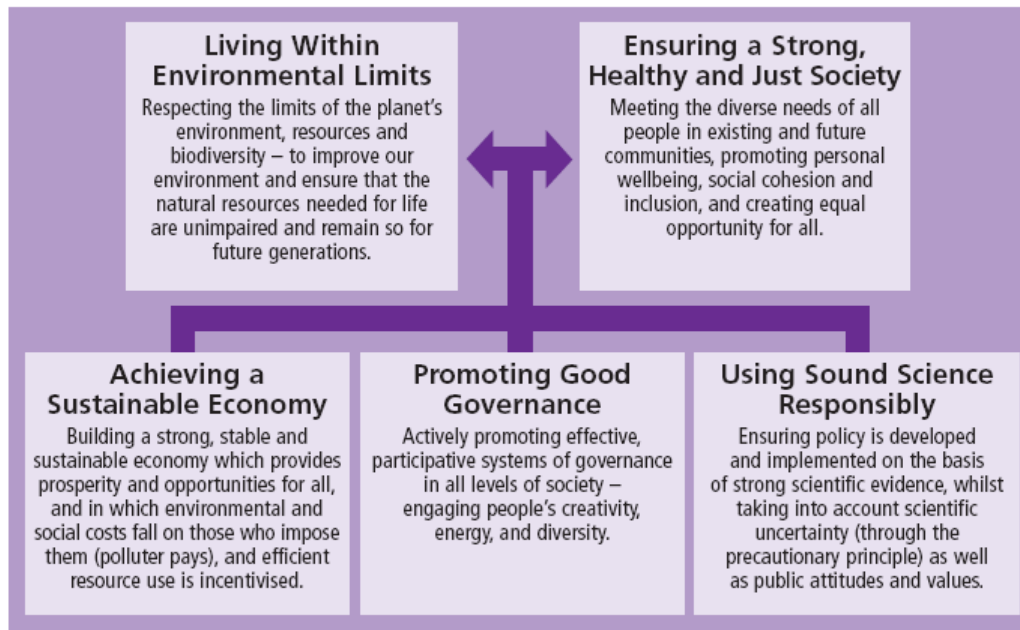 Living Within
Environmental Limits
Respecting the limits of the planet's
environment, resources and
biodiversity – to improve our
environment and ensure that the
natural resources needed for life
are unimpaired and remain so for
future generations.
Ensuring a Strong,
Healthy and Just Society
Meeting the diverse needs of all
people in existing and future
communities, promoting personal
wellbeing, social cohesion and
inclusion, and creating equal
opportunity for all.
Achieving a
Sustainable Economy
Building a strong, stable and
sustainable economy which provides
prosperity and opportunities for all,
and in which environmental and
social costs fall on those who impose
them (polluter pays), and efficient
resource use is incentivised.
Promoting Good
Governance
Actively promoting effective,
participative systems of governance
in all levels of society –
engaging people's creativity,
energy, and diversity.
Using Sound Science
Responsibly
Ensuring policy is developed
and implemented on the basis
of strong scientific evidence, whilst
taking into account scientific
uncertainty (through the
precautionary principle) as well
as public attitudes and values.